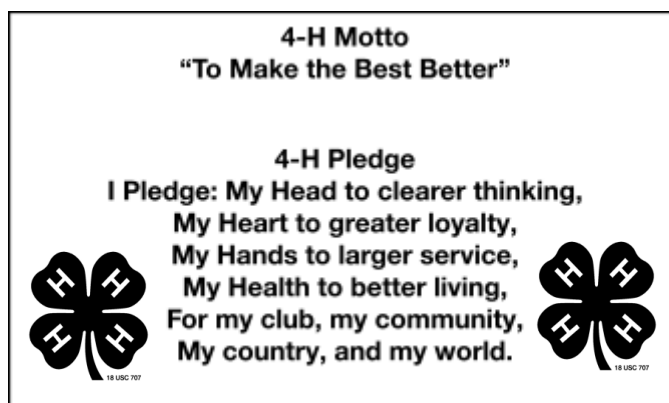 4-H Motto
“To Make the Best Better”
4-H Pledge
I Pledge: My Head to clearer thinking,
My Heart to greater loyalty,
My Hands to larger service,
My Health to better living,
For my club, my community,
My country, and my world.
H H
H H
18 USC 707
H H
H H
18 USC 707